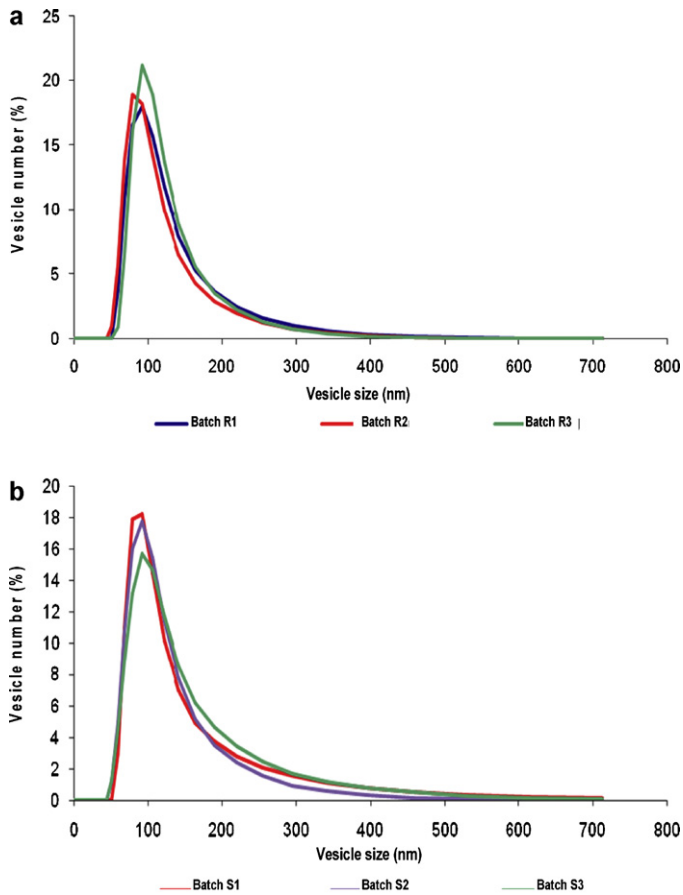 a
25
20
15
10
5
0
Vesicle number (%)
0 100 200 300 400 500 600 700 800
Vesicle size (nm)
Batch R1 Batch R2 Batch R3
b
20
18
16
14
12
10
8
6
4
2
0
Vesicle number (%)
0 100 200 300 400 500 600 700 800
Vesicle size (nm)
Batch S1 Batch S2 Batch S3